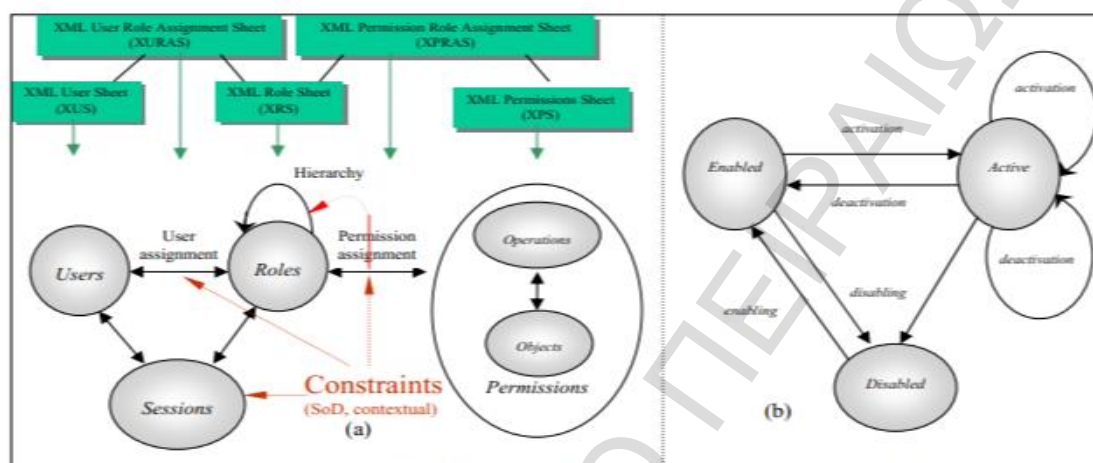 XML User Role Assignment Sheet
(XURAS)
XML Permission Role Assignment Sheet
(XPRAS)
XML User Sheet
(XUS)
XML Role Sheet
(XRS)
XML Permissions Sheet
(XPS)
Hierarchy
User
assignment
Permission
assignment
Users
Roles
Operations
Objects
Permissions
Sessions
Constraints
(SoD, contextual)
(a)
activation
activation
Enabled
Active
deactivation
deactivation
disabling
enabling
Disabled
(b)
Ο ΠΕΙΡΑΙΩ